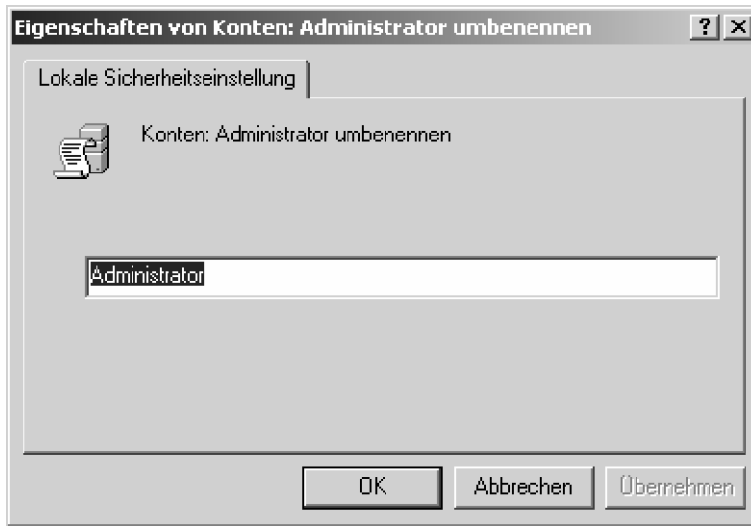 Eigenschaften von Konten: Administrator umbenennen
Lokale Sicherheitseinstellung
Konten: Administrator umbenennen
Administrator
OK Abbrechen Übernehmen